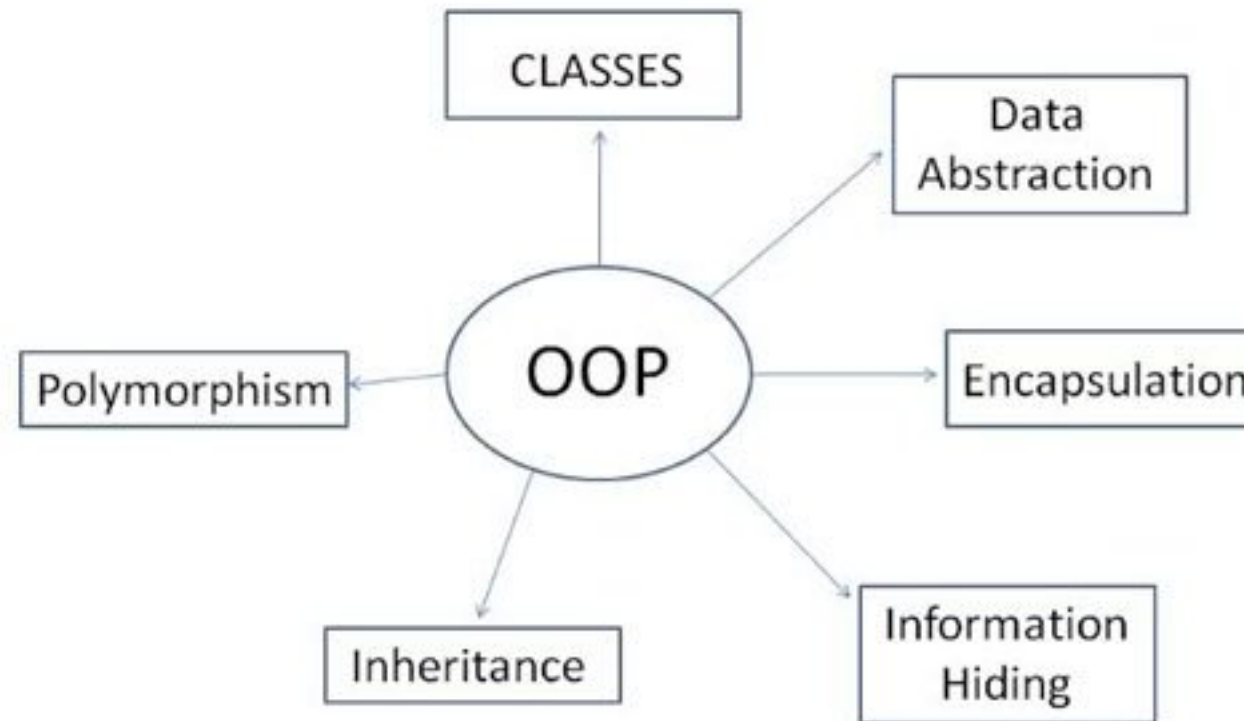 CLASSES
Data
Abstraction
OOP
Polymorphism
Encapsulation
Information
Hiding
Inheritance